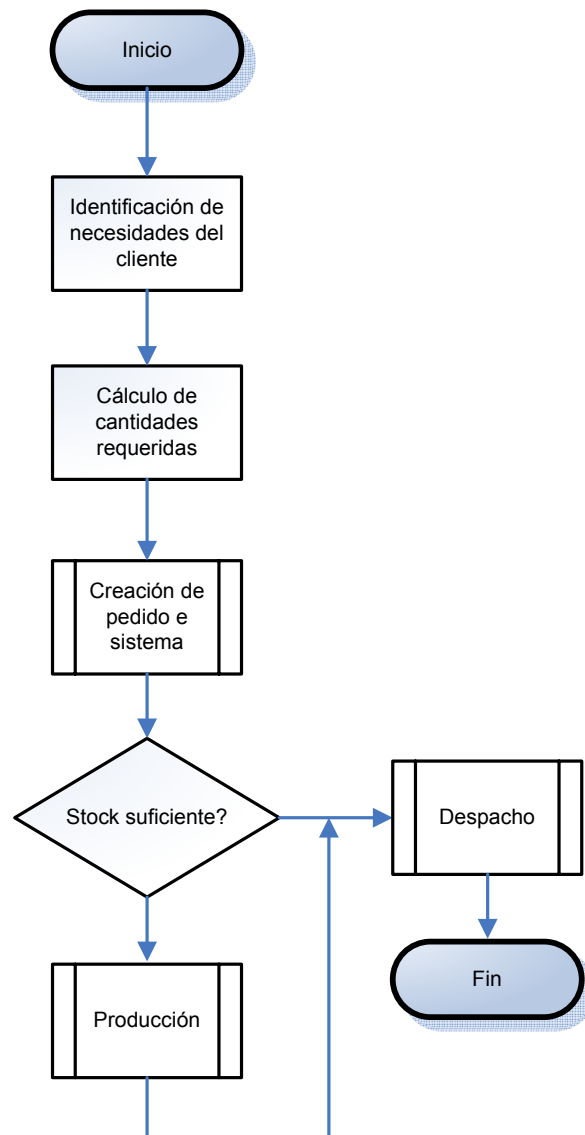 Inicio
Identificación de
necesidades del
cliente
Cálculo de
cantidades
requeridas
Creación de
pedido e
sistema
Stock suficiente?
Despacho
Producción
Fin